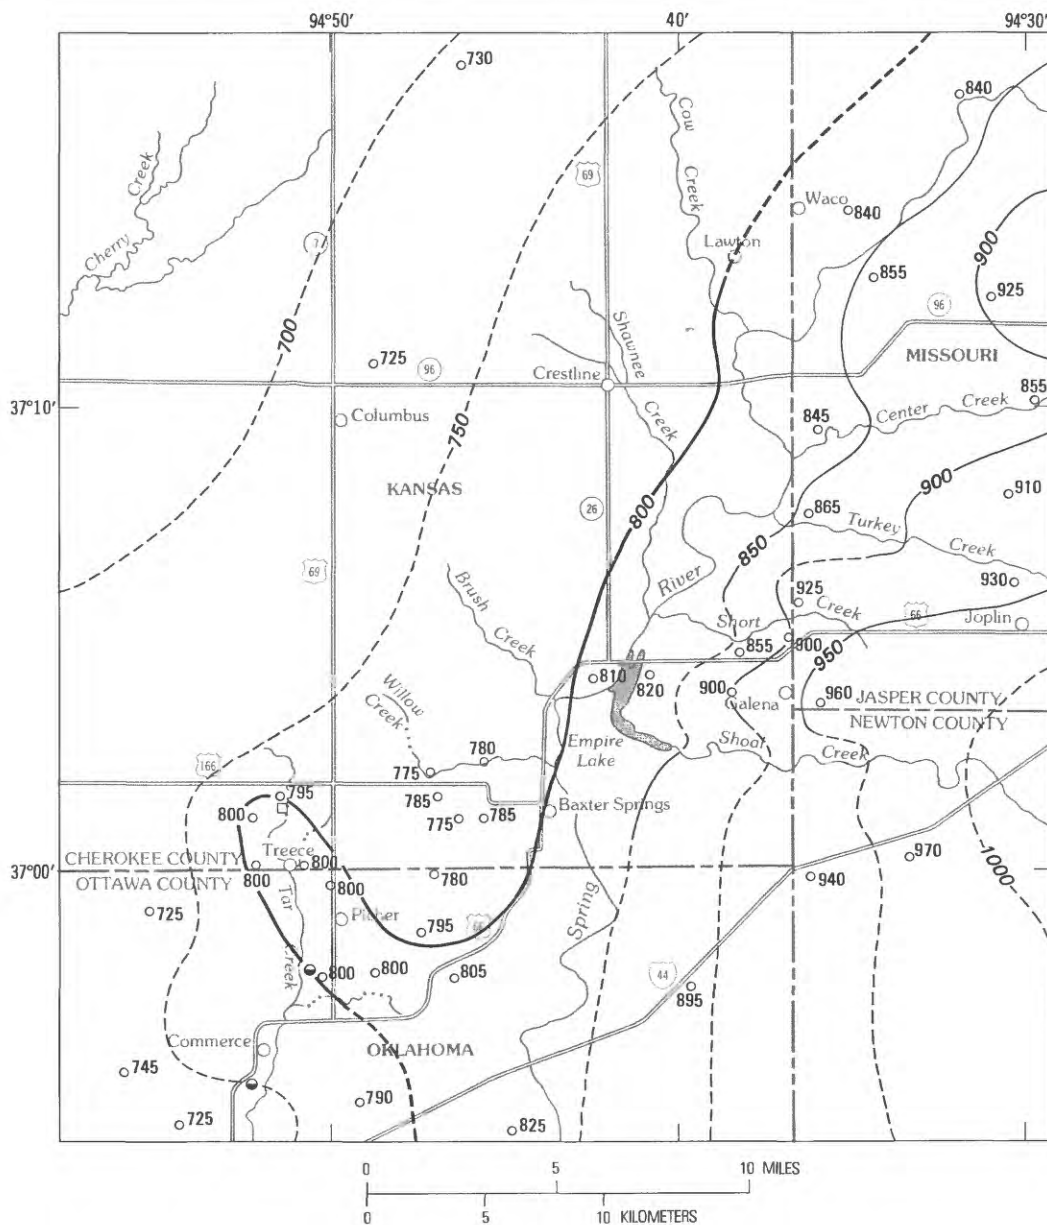 94°50′
40′
94°30′
730
840
Cow
Creek
69
Waco
840
Cherry
Creek
7
Lawton
900
855
925
96
700
Shawnee
Creek
MISSOURI
725
96
Crestline
855
37°10′
Columbus
750
845
Center
Creek
KANSAS
900
910
26
800
865
Turkey
Creek
850
69
Brush
Creek
River
930
925
Creek
66
Short
Joplin
855
900
950
810
820
900
Galena
960
JASPER COUNTY
NEWTON COUNTY
Willow
Creek
Empire
Lake
Shoal
Creek
780
166
775
795
785
Baxter Springs
800
775
785
Treece
CHEROKEE COUNTY
800
37°00′
OTTAWA COUNTY
800
800
780
970
1000
940
725
Tar
Creek
Picher
795
66
Spring
800
800
805
44
895
Commerce
OKLAHOMA
745
790
725
825
0
5
10 MILES
0
5
10 KILOMETERS